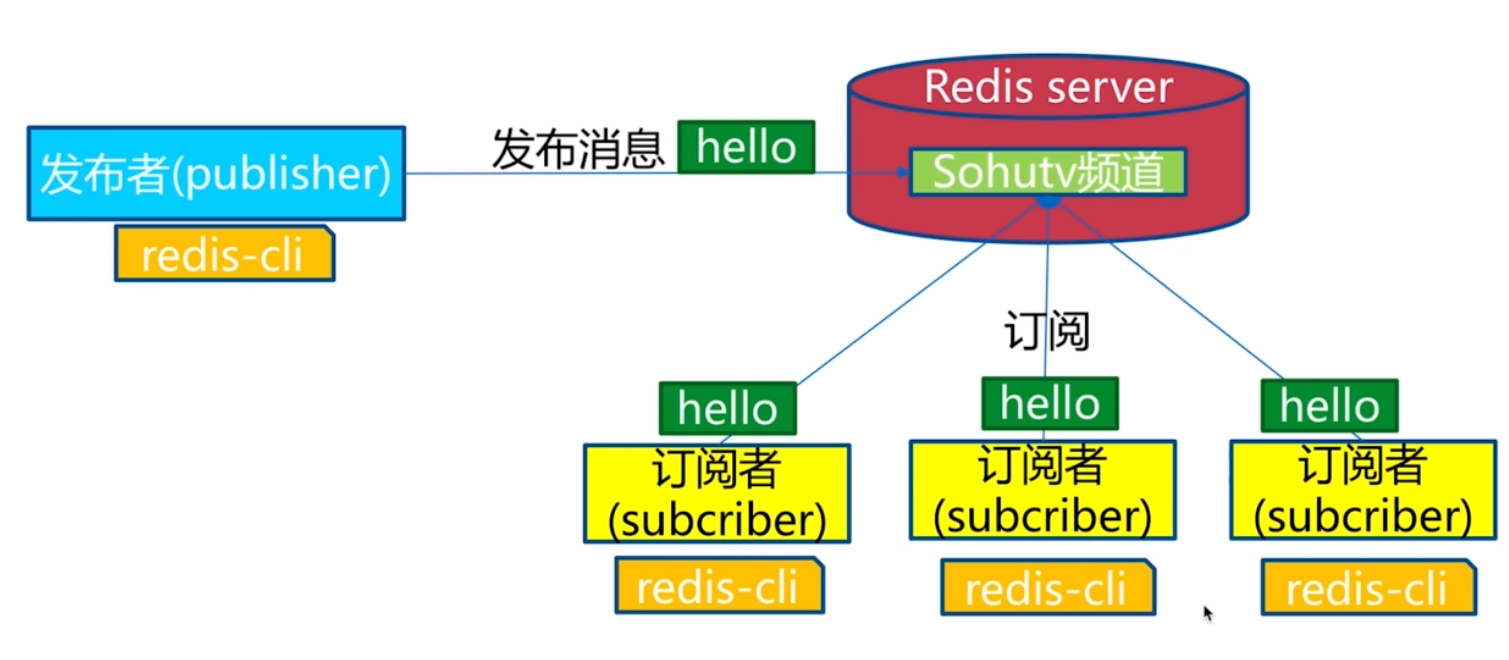 Redis server
发布消息
hello
发布者(publisher)
Sohutv频道
redis-cli
订阅
hello
hello
hello
订阅者
(subcriber)
订阅者
(subcriber)
订阅者
(subcriber)
redis-cli
redis-cli
redis-cli